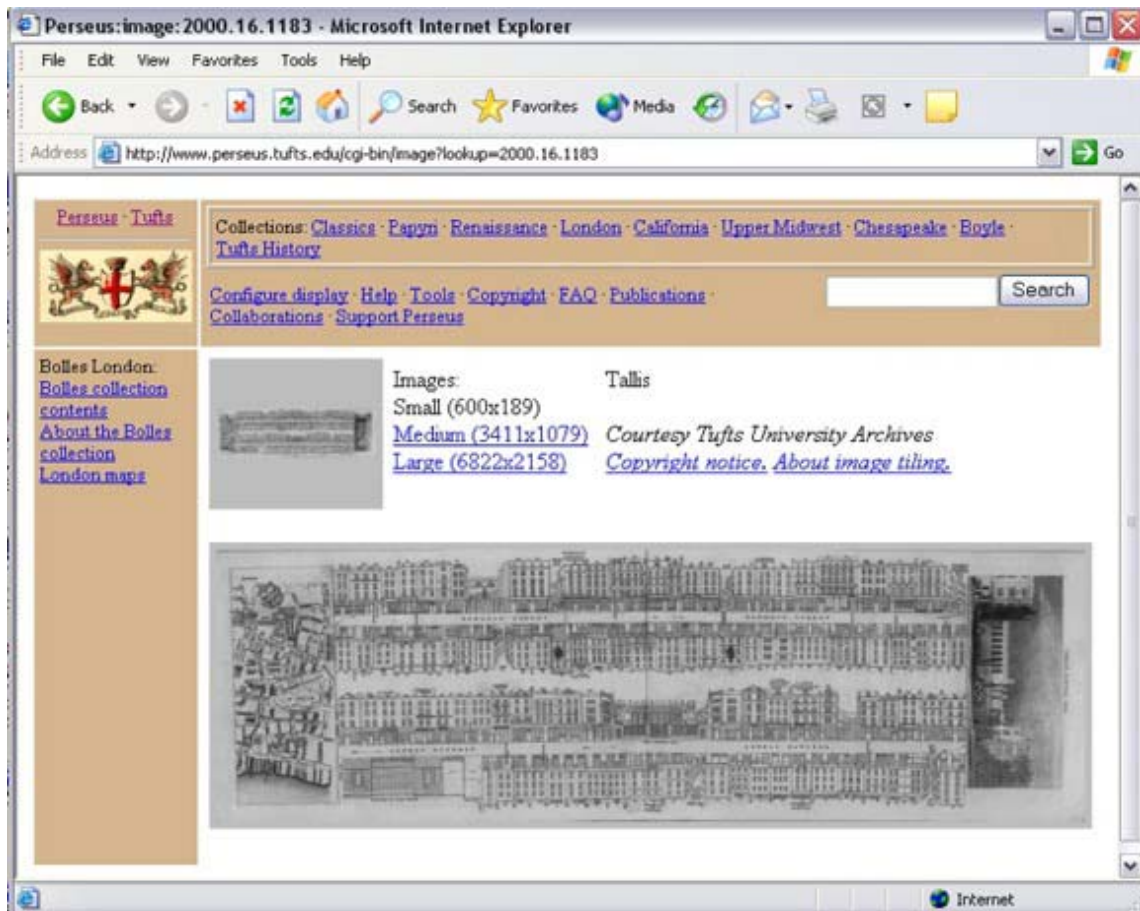 Perseus:image:2000.16.1183 - Microsoft Internet Explorer
File Edit View Favorites Tools Help
Back Search Favorites Media
Address http://www.perseus.tufts.edu/cgi-bin/image?lookup=2000.16.1183 Go
Perseus · Tufts
Collections: Classics · Papyri · Renaissance · London · California · Upper Midwest · Chesapeake · Boyle ·
Tufts History
Configure display · Help · Tools · Copyright · FAQ · Publications ·
Collaborations · Support Perseus
Search
Bolles London:
Bolles collection
contents
About the Bolles
collection
London maps
Images:
Small (600x189)
Medium (3411x1079)
Large (6822x2158)
Tallis
Courtesy Tufts University Archives
Copyright notice. About image tiling.
Internet